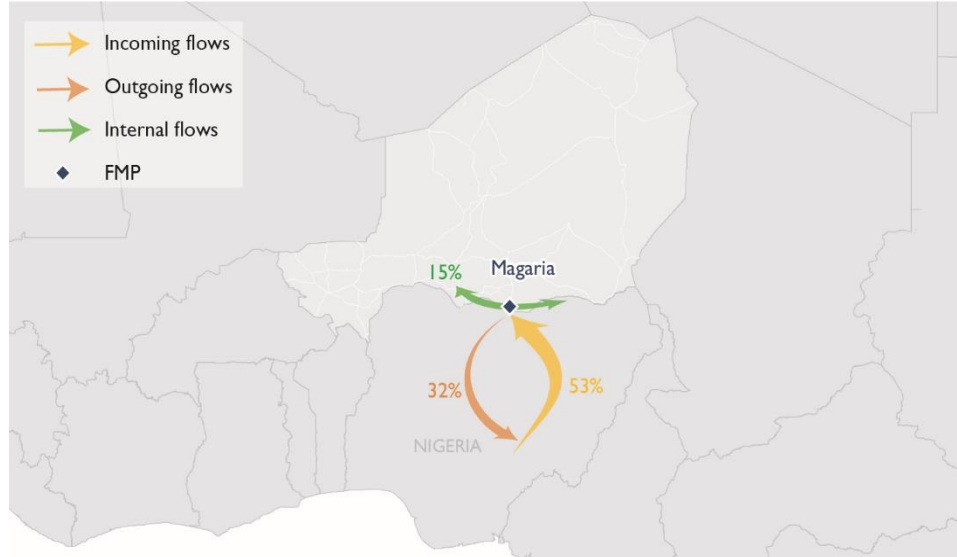 Incoming flows
Outgoing flows
Internal flows
FMP
15%
Magaria
32%
53%
NIGERIA